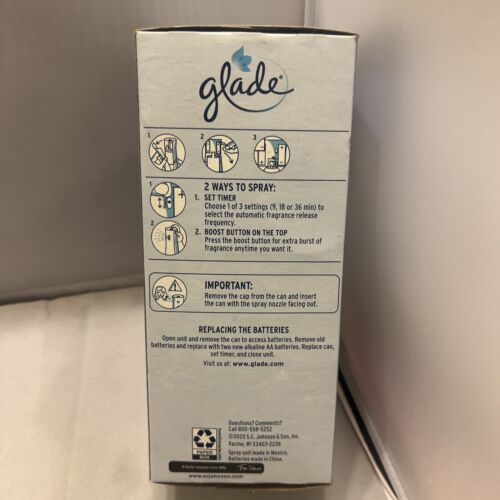 glade®
1 2 3
1
2 WAYS TO SPRAY:
1. SET TIMER
Choose 1 of 3 settings (9, 18 or 36 min) to
select the automatic fragrance release
frequency.
2
2. BOOST BUTTON ON THE TOP
Press the boost button for extra burst of
fragrance anytime you want it.
IMPORTANT:
Remove the cap from the can and insert
the can with the spray nozzle facing out.
REPLACING THE BATTERIES
Open unit and remove the can to access batteries. Remove old
batteries and replace with two new alkaline AA batteries. Replace can,
set timer, and close unit.
Visit us at: www.glade.com
Questions? Comments?
Call 800-558-5252
©2020 S.C. Johnson & Son, Inc.
Racine, WI 53403-2236
Spray unit made in Mexico.
Batteries made in China.
PAPER
BOX
A family company since 1886
www.scjohnson.com